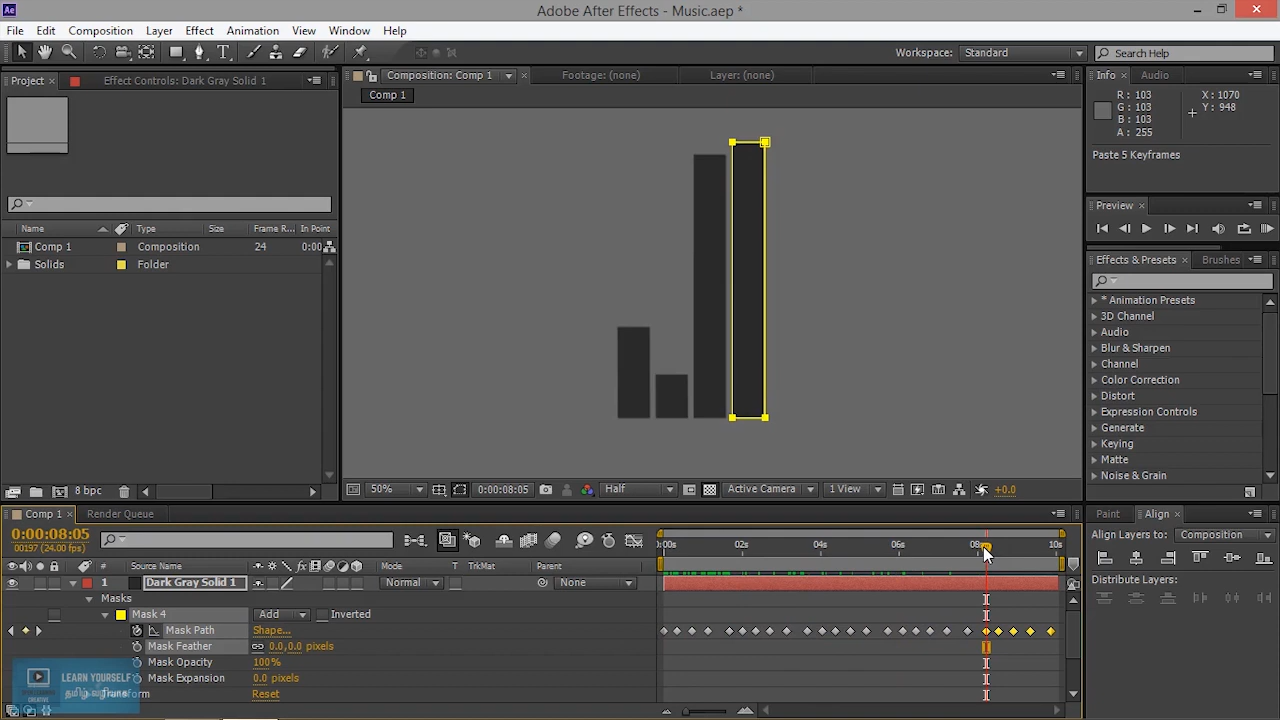 Ae Adobe After Effects - Music.aep *
File Edit Composition Layer Effect Animation View Window Help
Workspace: Standard Search Help
Project Effect Controls: Dark Gray Solid 1 Composition: Comp 1 Footage: (none) Layer: (none) Info Audio
Comp 1
R : 103 X : 1070
G : 103 Y : 948
B : 103
A : 255
Paste 5 Keyframes
Preview
Name Type Size Frame R... In Point
Comp 1 Composition 24 0:00
Solids Folder
Effects & Presets Brushes
* Animation Presets
3D Channel
Audio
Blur & Sharpen
Channel
Color Correction
Distort
Expression Controls
Generate
Keying
Matte
Noise & Grain
8 bpc 50% 0:00:08:05 Half Active Camera 1 View +0.0
Comp 1 Render Queue Paint Align
0:00:08:05
00197 (24.00 fps)
:00s 02s 04s 06s 08 10s
Align Layers to: Composition
# Source Name Mode T TrkMat Parent
Distribute Layers:
1 Dark Gray Solid 1 Normal None
Masks
Mask 4 Add Inverted
Mask Path Shape...
Mask Feather 0.0,0.0 pixels
Mask Opacity 100%
Mask Expansion 0.0 pixels
Transform Reset
LEARN YOURSELF
CREATIVE